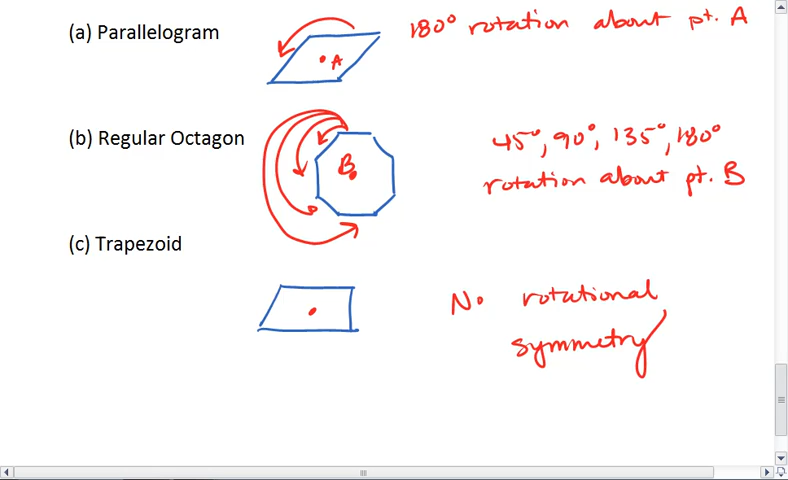 (a) Parallelogram
180° rotation about pt. A
A
(b) Regular Octagon
B
45°, 90°, 135°, 180°
rotation about pt. B
(c) Trapezoid
No rotational
symmetry